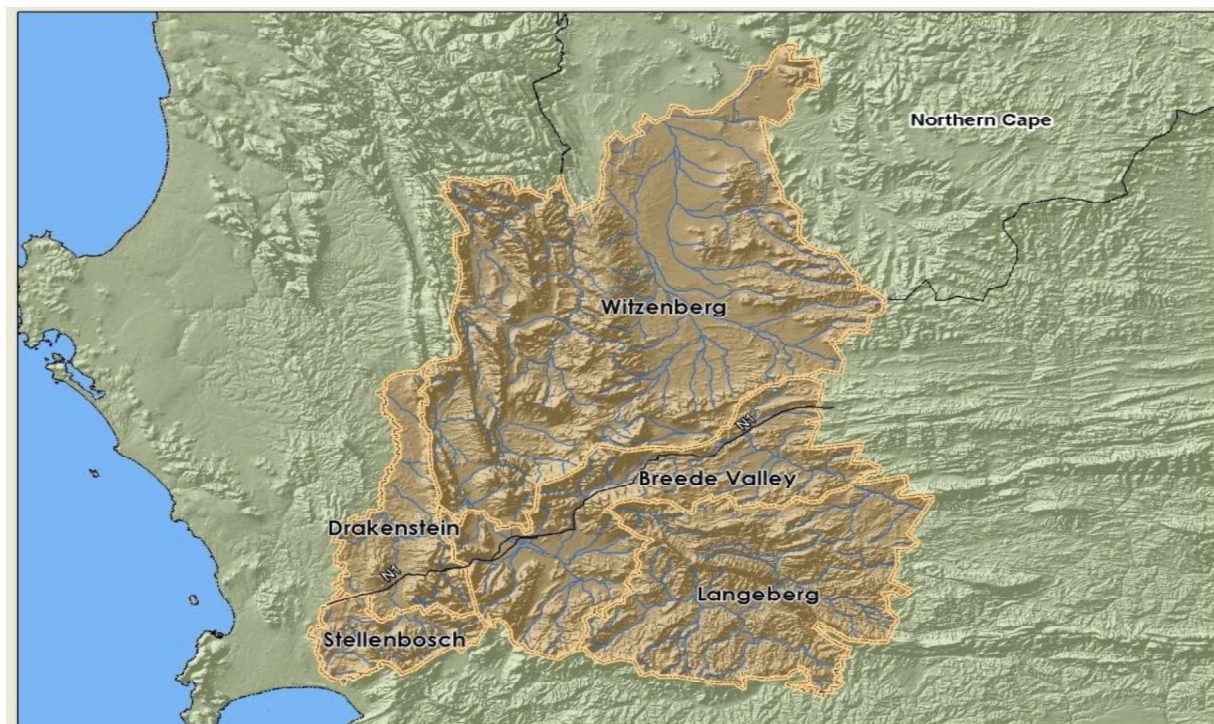 Northern Cape
Witzenberg
N1
Breede Valley
Drakenstein
N1
Langeberg
Stellenbosch